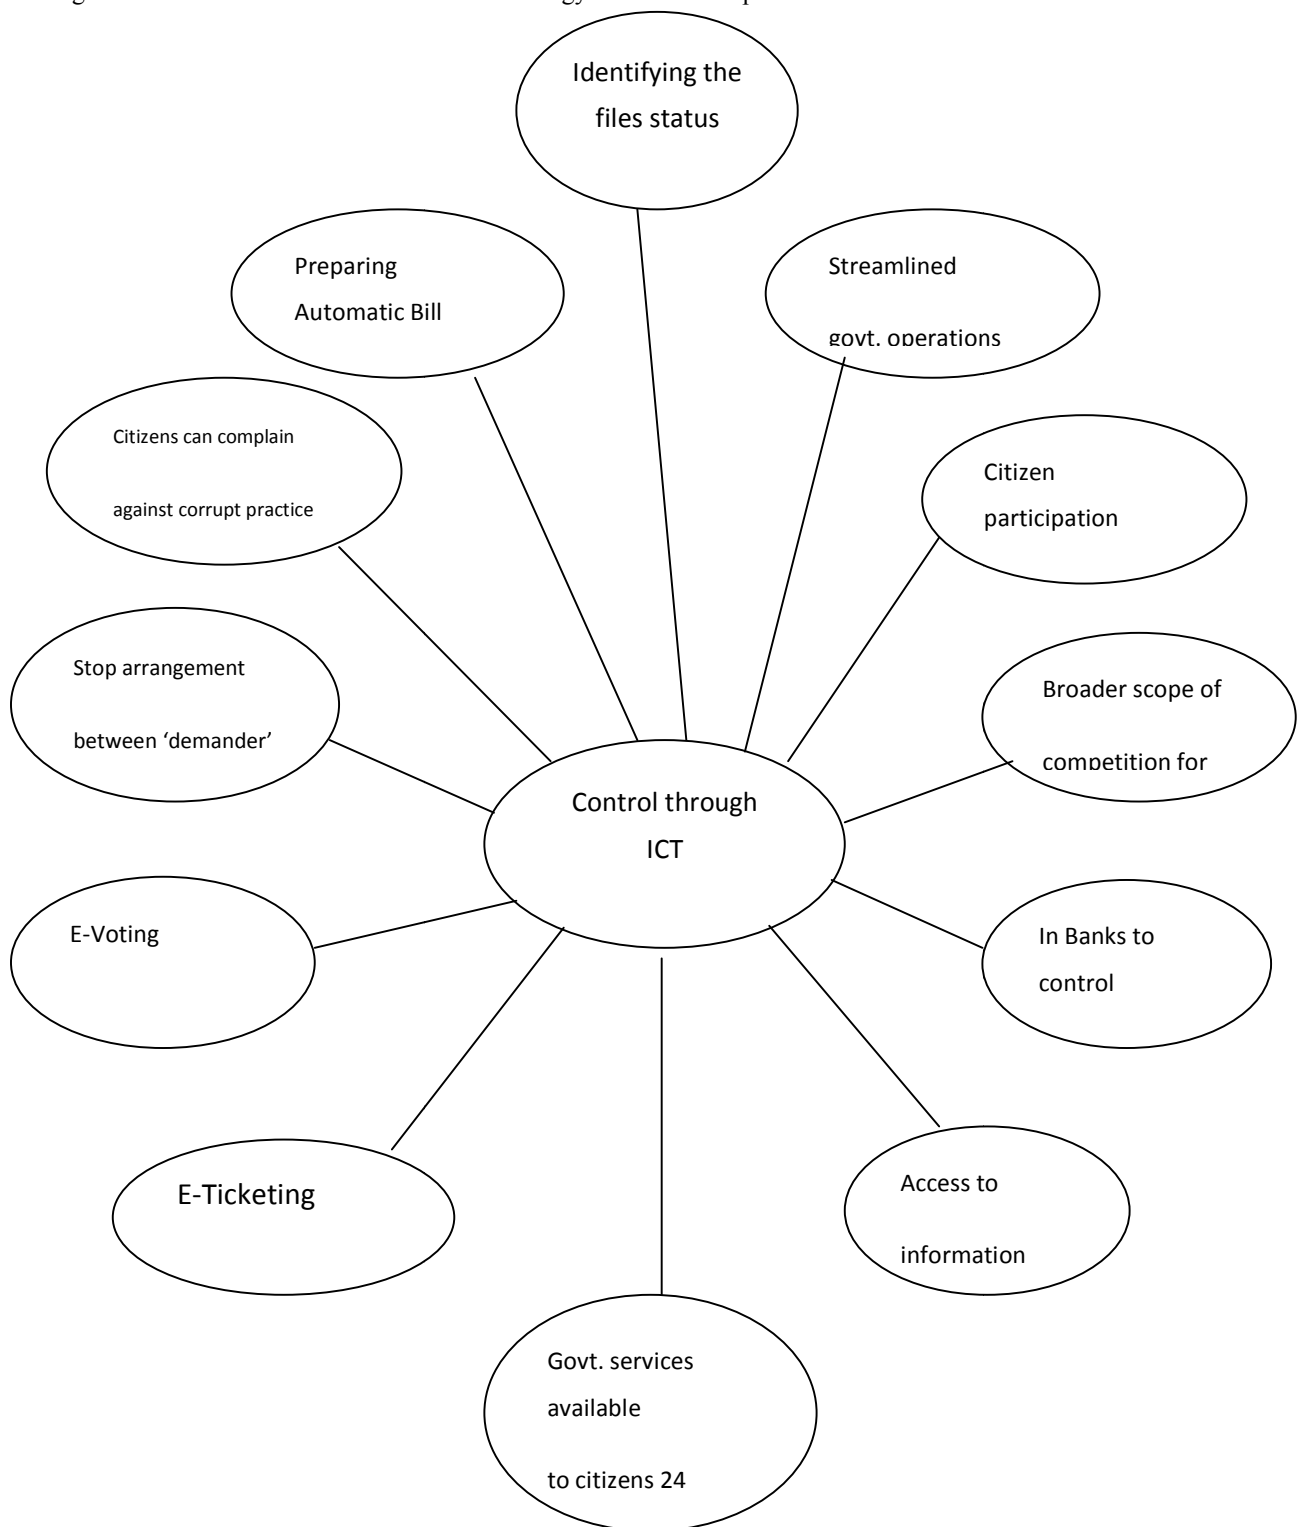 Identifying the
files status
Preparing
Automatic Bill
Streamlined
govt. operations
Citizens can complain
against corrupt practice
Citizen
participation
Stop arrangement
between ‘demander’
Broader scope of
competition for
Control through
ICT
E-Voting
In Banks to
control
E-Ticketing
Access to
information
Govt. services
available
to citizens 24